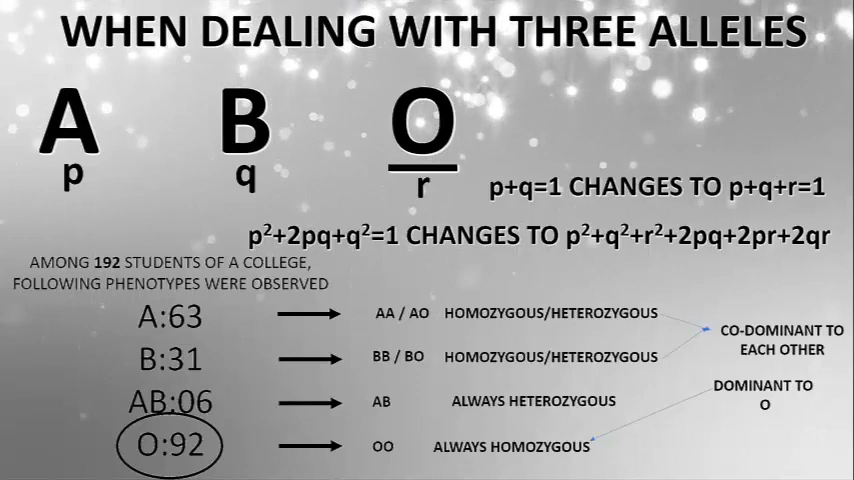 WHEN DEALING WITH THREE ALLELES
A B O
p q r
p+q=1 CHANGES TO p+q+r=1
p²+2pq+q²=1 CHANGES TO p²+q²+r²+2pq+2pr+2qr
AMONG 192 STUDENTS OF A COLLEGE,
FOLLOWING PHENOTYPES WERE OBSERVED
A:63 AA / AO HOMOZYGOUS/HETEROZYGOUS
B:31 BB / BO HOMOZYGOUS/HETEROZYGOUS
CO-DOMINANT TO
EACH OTHER
AB:06 AB ALWAYS HETEROZYGOUS
DOMINANT TO
O
O:92 OO ALWAYS HOMOZYGOUS